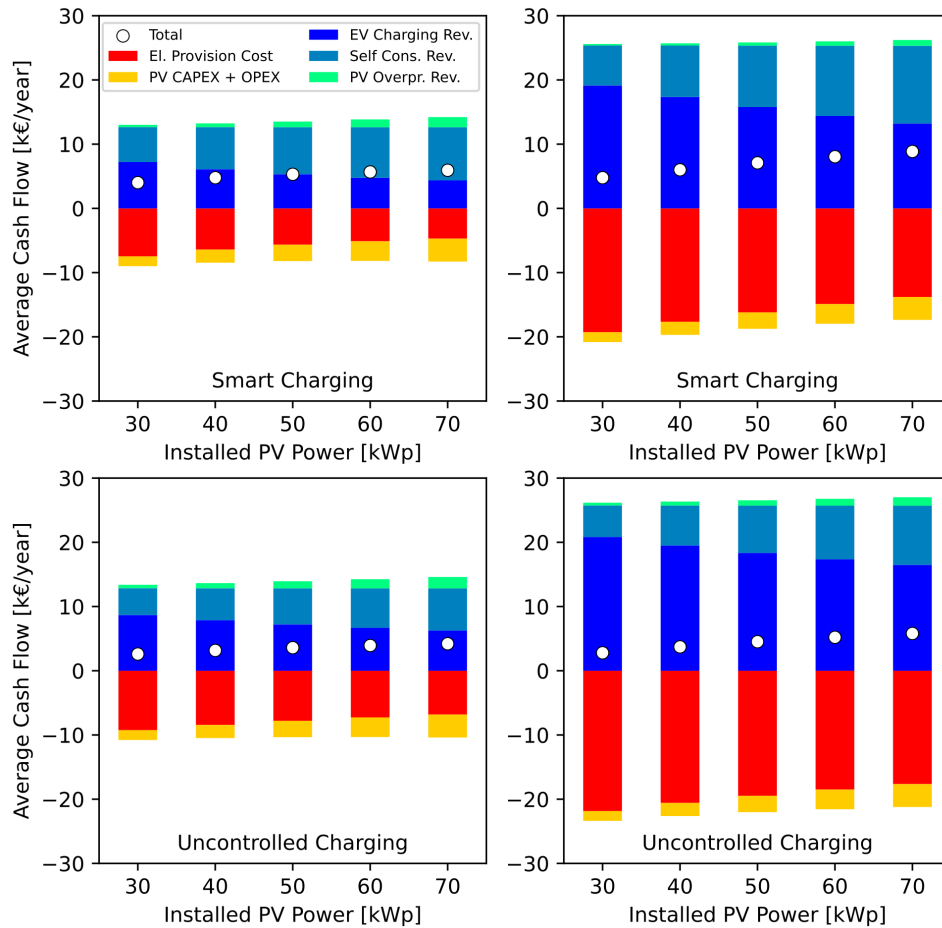 30
20
10
0
−10
−20
−30
Average Cash Flow [k€/year]
Total
El. Provision Cost
PV CAPEX + OPEX
EV Charging Rev.
Self Cons. Rev.
PV Overpr. Rev.
Smart Charging
30 40 50 60 70
Installed PV Power [kWp]
30
20
10
0
−10
−20
−30
Smart Charging
30 40 50 60 70
Installed PV Power [kWp]
30
20
10
0
−10
−20
−30
Average Cash Flow [k€/year]
Uncontrolled Charging
30 40 50 60 70
Installed PV Power [kWp]
30
20
10
0
−10
−20
−30
Uncontrolled Charging
30 40 50 60 70
Installed PV Power [kWp]